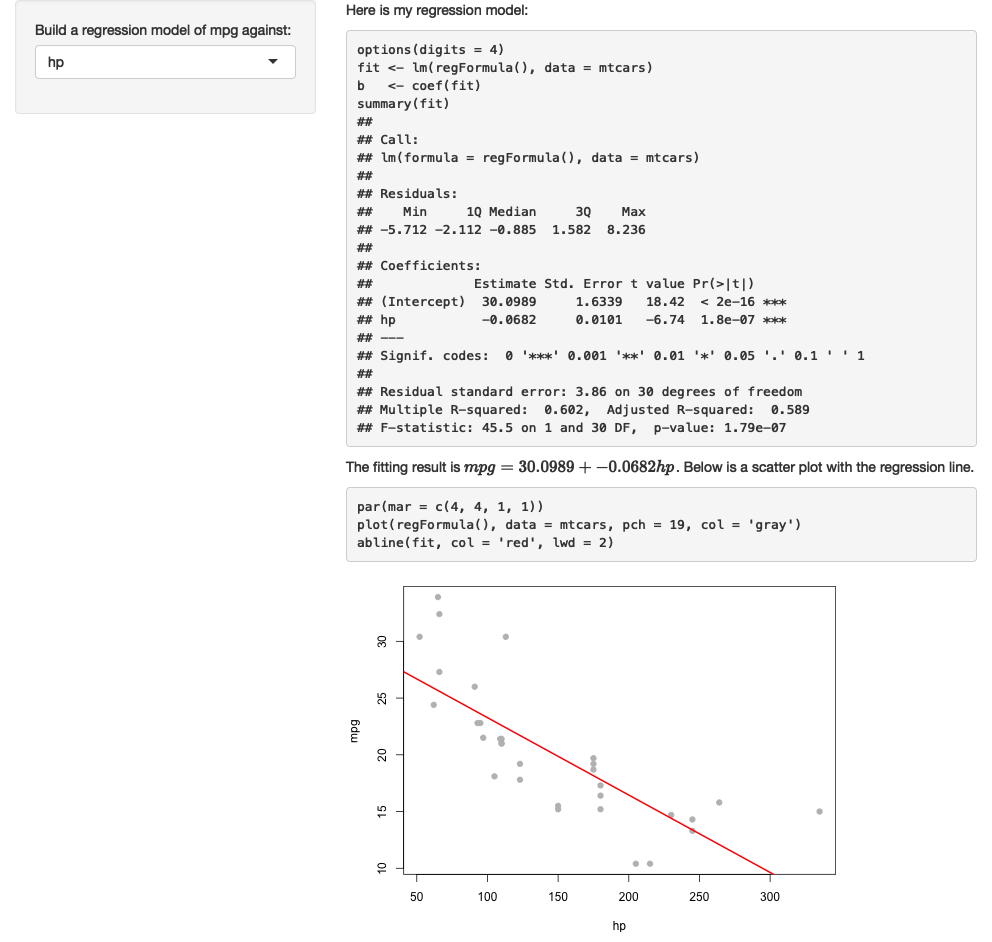 Build a regression model of mpg against:
hp
Here is my regression model:
options(digits = 4)
fit <- lm(regFormula(), data = mtcars)
b   <- coef(fit)
summary(fit)
##
## Call:
## lm(formula = regFormula(), data = mtcars)
##
## Residuals:
##    Min     1Q Median     3Q    Max
## -5.712 -2.112 -0.885  1.582  8.236
##
## Coefficients:
##             Estimate Std. Error t value Pr(>|t|)
## (Intercept)  30.0989     1.6339   18.42  < 2e-16 ***
## hp           -0.0682     0.0101   -6.74  1.8e-07 ***
## ---
## Signif. codes:  0 '***' 0.001 '**' 0.01 '*' 0.05 '.' 0.1 ' ' 1
##
## Residual standard error: 3.86 on 30 degrees of freedom
## Multiple R-squared:  0.602,  Adjusted R-squared:  0.589
## F-statistic: 45.5 on 1 and 30 DF,  p-value: 1.79e-07
The fitting result is mpg = 30.0989 + −0.0682hp. Below is a scatter plot with the regression line.
par(mar = c(4, 4, 1, 1))
plot(regFormula(), data = mtcars, pch = 19, col = 'gray')
abline(fit, col = 'red', lwd = 2)
30
25
20
15
10
mpg
50 100 150 200 250 300
hp